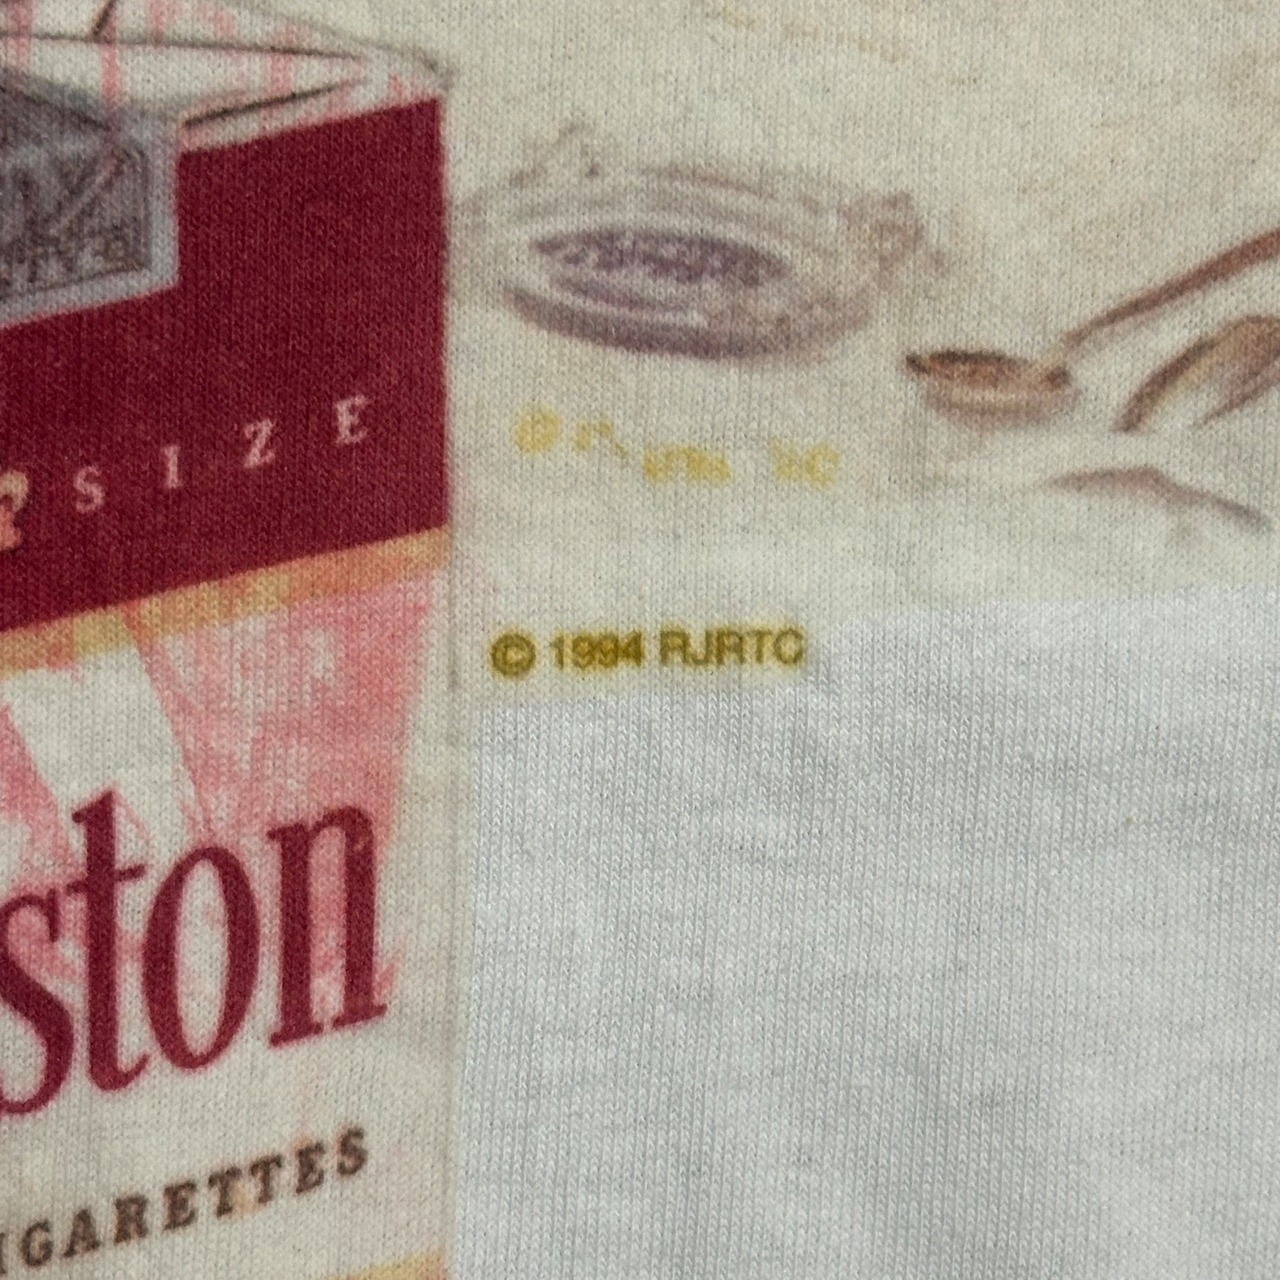 SIZE
© 1994 RJRTC
ston
IGARETTES